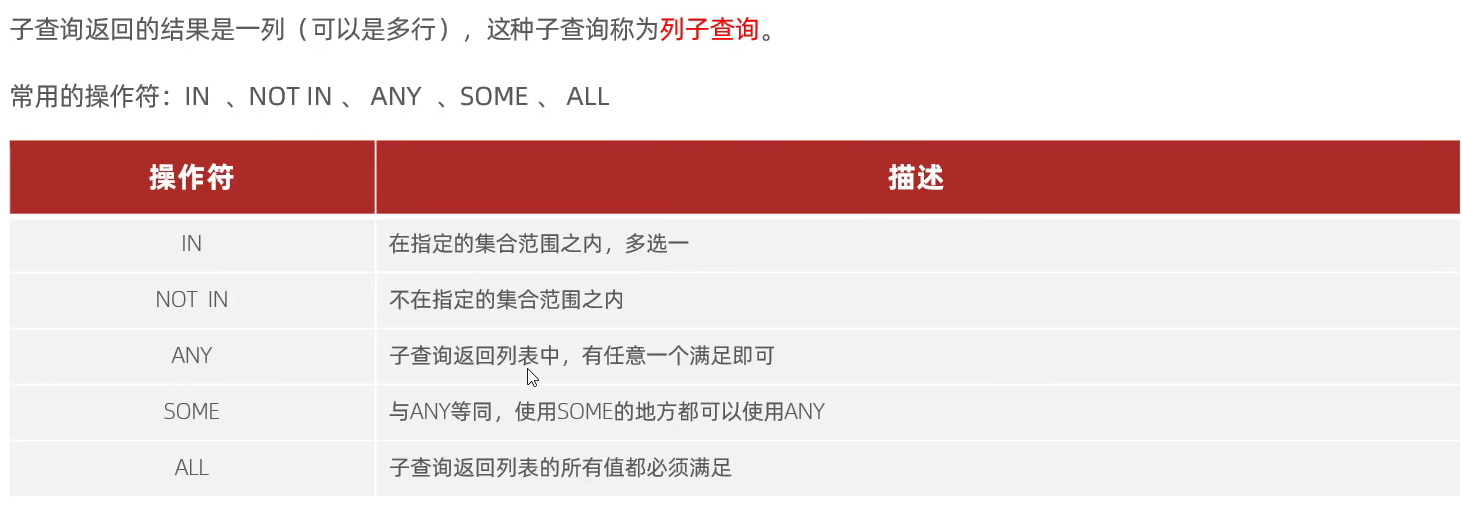 子查询返回的结果是一列（可以是多行），这种子查询称为列子查询。
常用的操作符：IN 、NOT IN 、 ANY 、SOME 、 ALL
操作符 描述
IN 在指定的集合范围之内，多选一
NOT IN 不在指定的集合范围之内
ANY 子查询返回列表中，有任意一个满足即可
SOME 与ANY等同，使用SOME的地方都可以使用ANY
ALL 子查询返回列表的所有值都必须满足